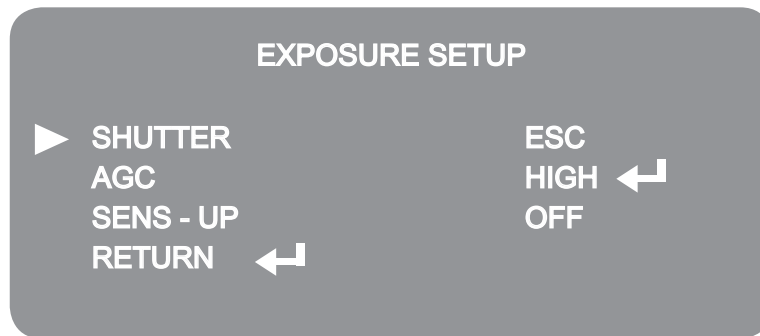 EXPOSURE SETUP
SHUTTER ESC
AGC HIGH
SENS - UP OFF
RETURN